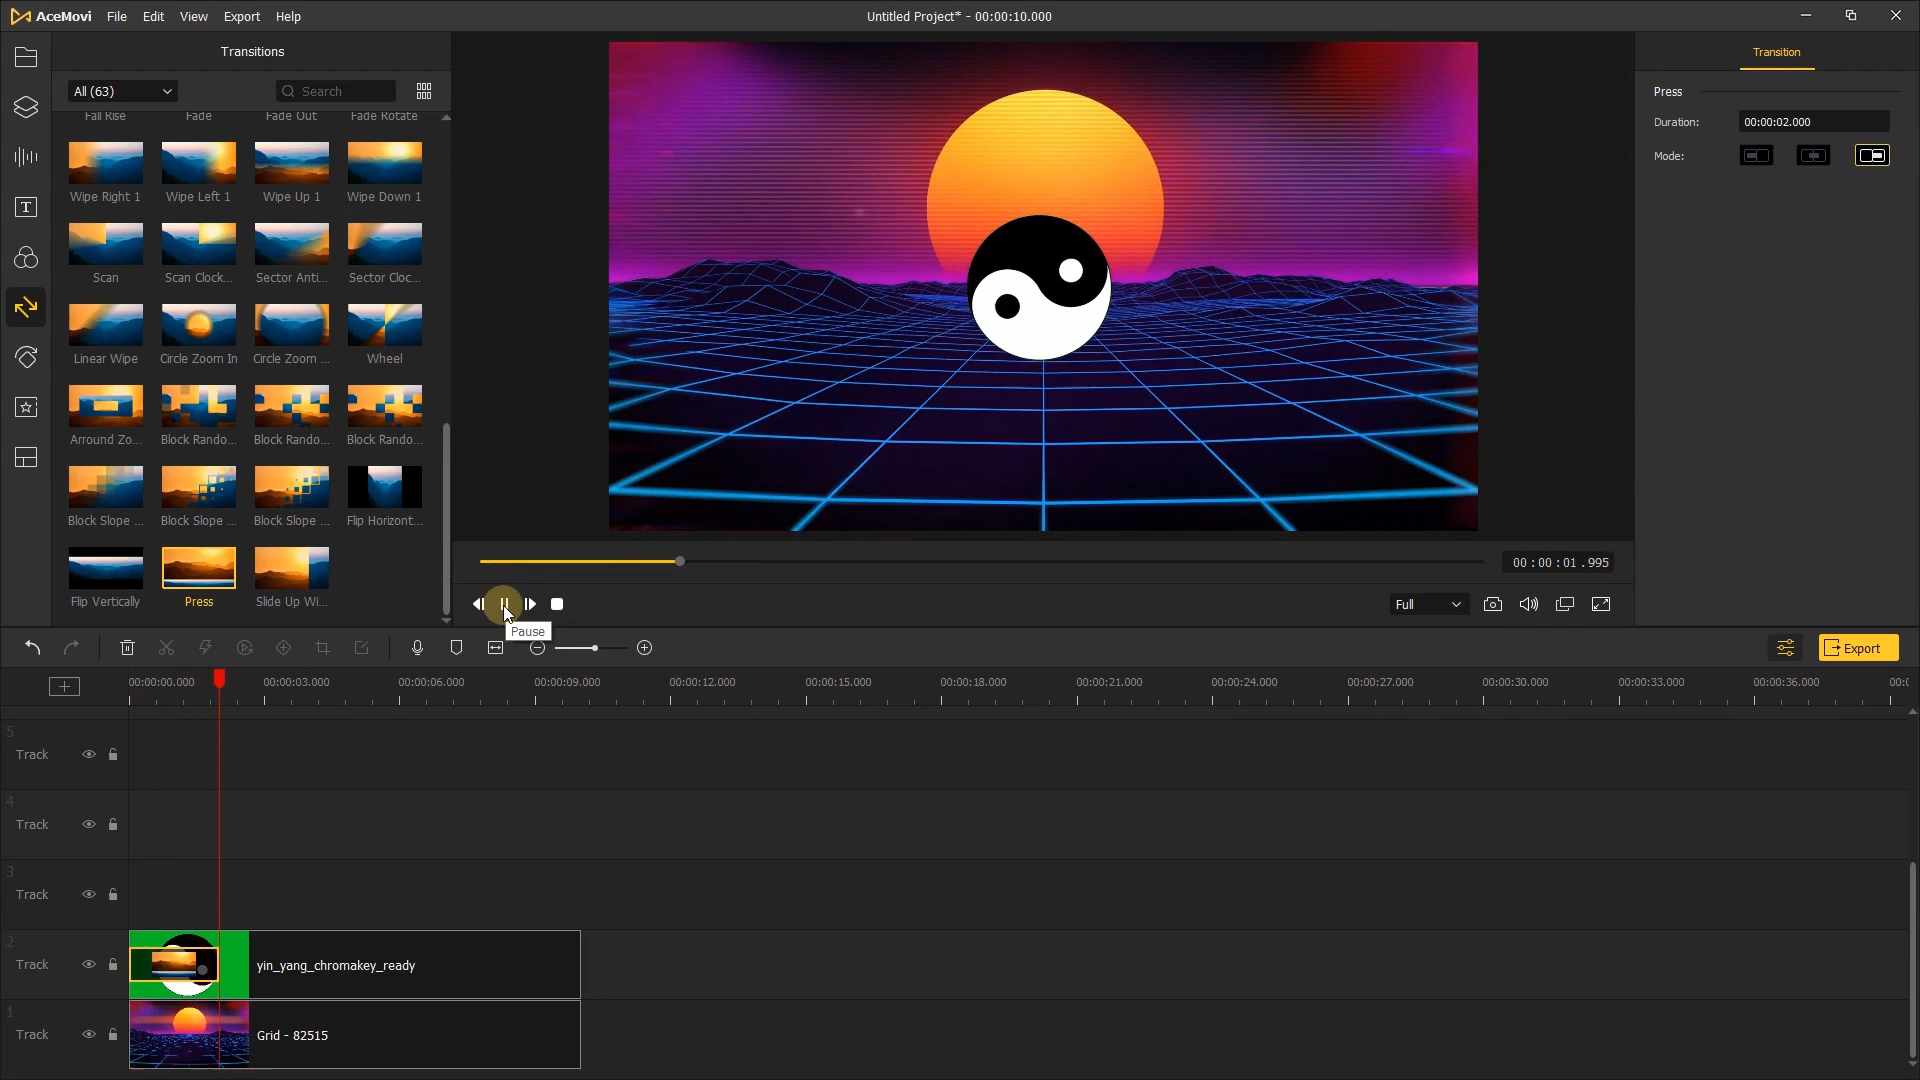 AceMovi File Edit View Export Help Untitled Project* - 00:00:10.000
Transitions
All (63) Search
Fall Rise Fade Fade Out Fade Rotate
Wipe Right 1 Wipe Left 1 Wipe Up 1 Wipe Down 1
Scan Scan Clock... Sector Anti... Sector Cloc...
Linear Wipe Circle Zoom In Circle Zoom ... Wheel
Arround Zo... Block Rando... Block Rando... Block Rando...
Block Slope ... Block Slope ... Block Slope ... Flip Horizont...
Flip Vertically Press Slide Up Wi...
Transition
Press
Duration: 00:00:02.000
Mode:
00:00:01.995
Full
Pause
Export
00:00:00.000 00:00:03.000 00:00:06.000 00:00:09.000 00:00:12.000 00:00:15.000 00:00:18.000 00:00:21.000 00:00:24.000 00:00:27.000 00:00:30.000 00:00:33.000 00:00:36.000 00:0
5
Track
4
Track
3
Track
2
Track yin_yang_chromakey_ready
1
Track Grid - 82515